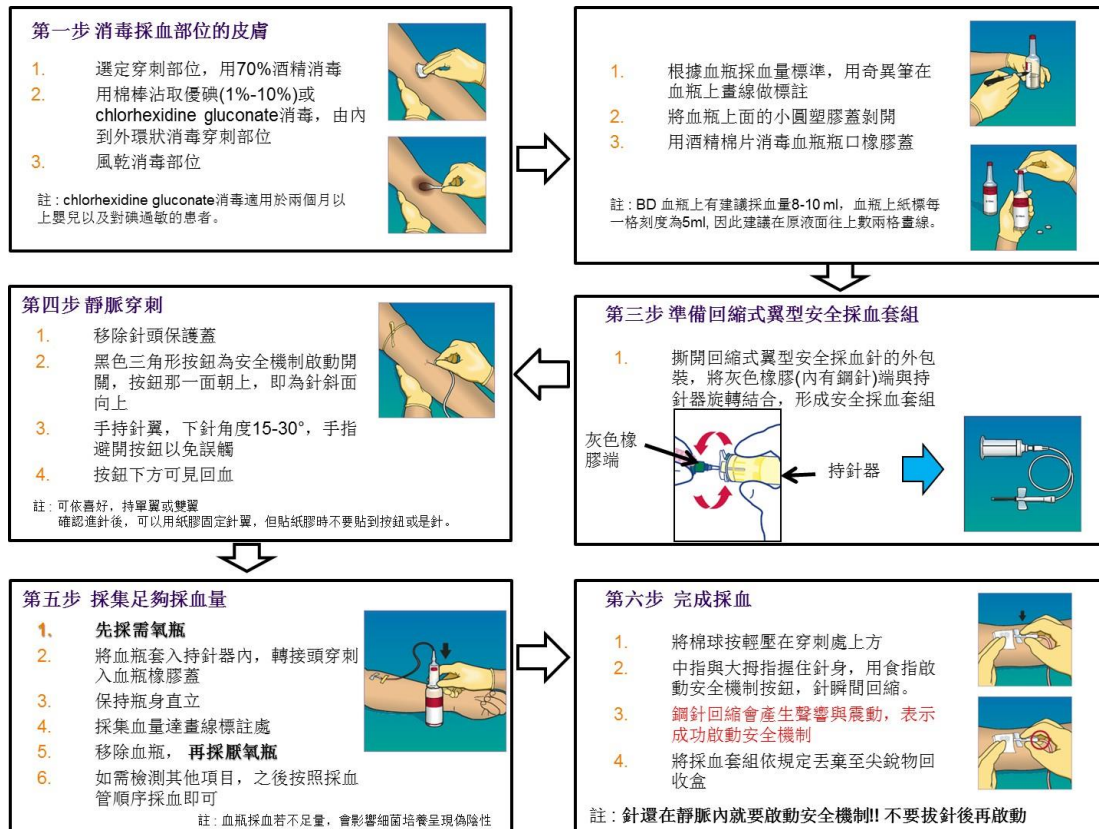 第一步 消毒採血部位的皮膚
1. 選定穿刺部位，用70%酒精消毒
2. 用棉棒沾取優碘(1%-10%)或
chlorhexidine gluconate消毒，由內
到外環狀消毒穿刺部位
3. 風乾消毒部位
註 : chlorhexidine gluconate消毒適用於兩個月以
上嬰兒以及對碘過敏的患者。
1. 根據血瓶採血量標準，用奇異筆在
血瓶上畫線做標註
2. 將血瓶上面的小圓塑膠蓋剝開
3. 用酒精棉片消毒血瓶瓶口橡膠蓋
註 : BD 血瓶上有建議採血量8-10 ml，血瓶上紙標每
一格刻度為5ml, 因此建議在原液面往上數兩格畫線。
第三步 準備回縮式翼型安全採血套組
1. 撕開回縮式翼型安全採血針的外包
裝，將灰色橡膠(內有鋼針)端與持
針器旋轉結合，形成安全採血套組
灰色橡
膠端
持針器
第四步 靜脈穿刺
1. 移除針頭保護蓋
2. 黑色三角形按鈕為安全機制啟動開
關，按鈕那一面朝上，即為針斜面
向上
3. 手持針翼，下針角度15-30°，手指
避開按鈕以免誤觸
4. 按鈕下方可見回血
註 : 可依喜好，持單翼或雙翼
確認進針後，可以用紙膠固定針翼，但貼紙膠時不要貼到按鈕或是針。
第五步 採集足夠採血量
1. 先採需氧瓶
2. 將血瓶套入持針器內，轉接頭穿刺
入血瓶橡膠蓋
3. 保持瓶身直立
4. 採集血量達畫線標註處
5. 移除血瓶，再採厭氧瓶
6. 如需檢測其他項目，之後按照採血
管順序採血即可
註 : 血瓶採血若不足量，會影響細菌培養呈現偽陰性
第六步 完成採血
1. 將棉球按輕壓在穿刺處上方
2. 中指與大拇指握住針身，用食指啟
動安全機制按鈕，針瞬間回縮。
3. 鋼針回縮會產生聲響與震動，表示
成功啟動安全機制
4. 將採血套組依規定丟棄至尖銳物回
收盒
註 : 針還在靜脈內就要啟動安全機制!! 不要拔針後再啟動